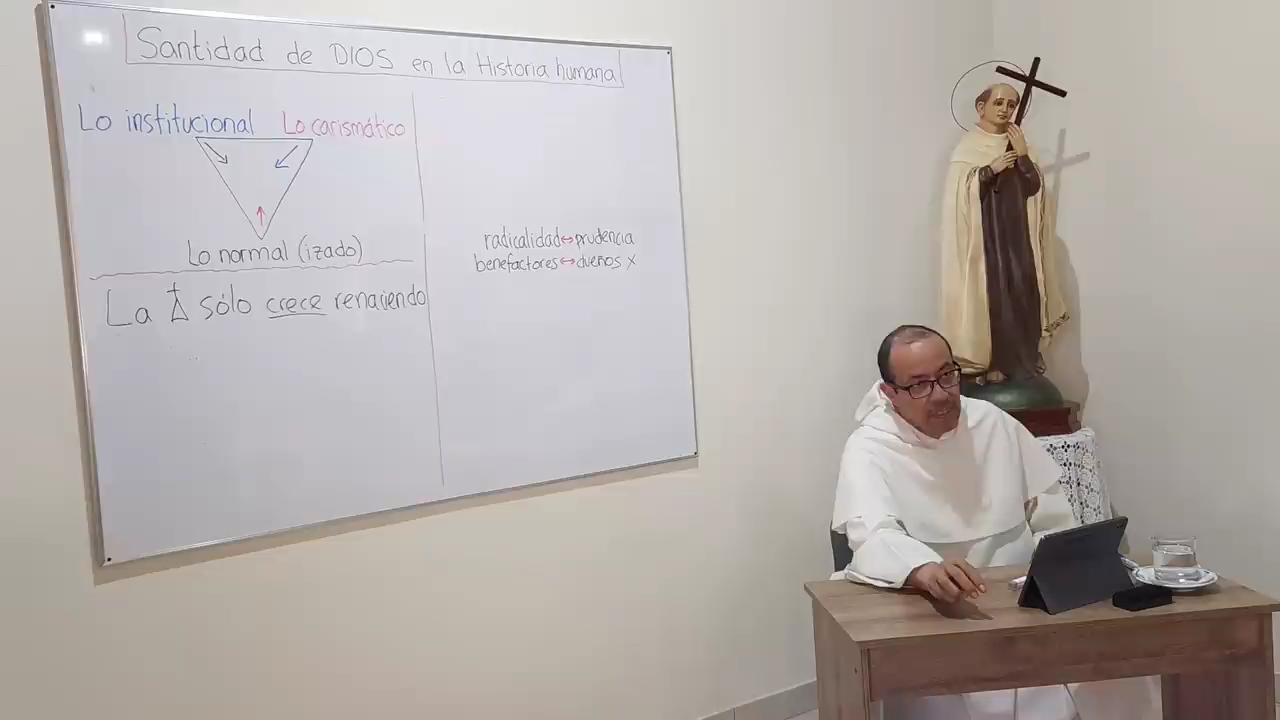 Santidad de DIOS en la Historia humana
Lo institucional
Lo carismático
Lo normal (izado)
La sólo crece renaciendo
radicalidad↔prudencia
benefactores↔dueños x